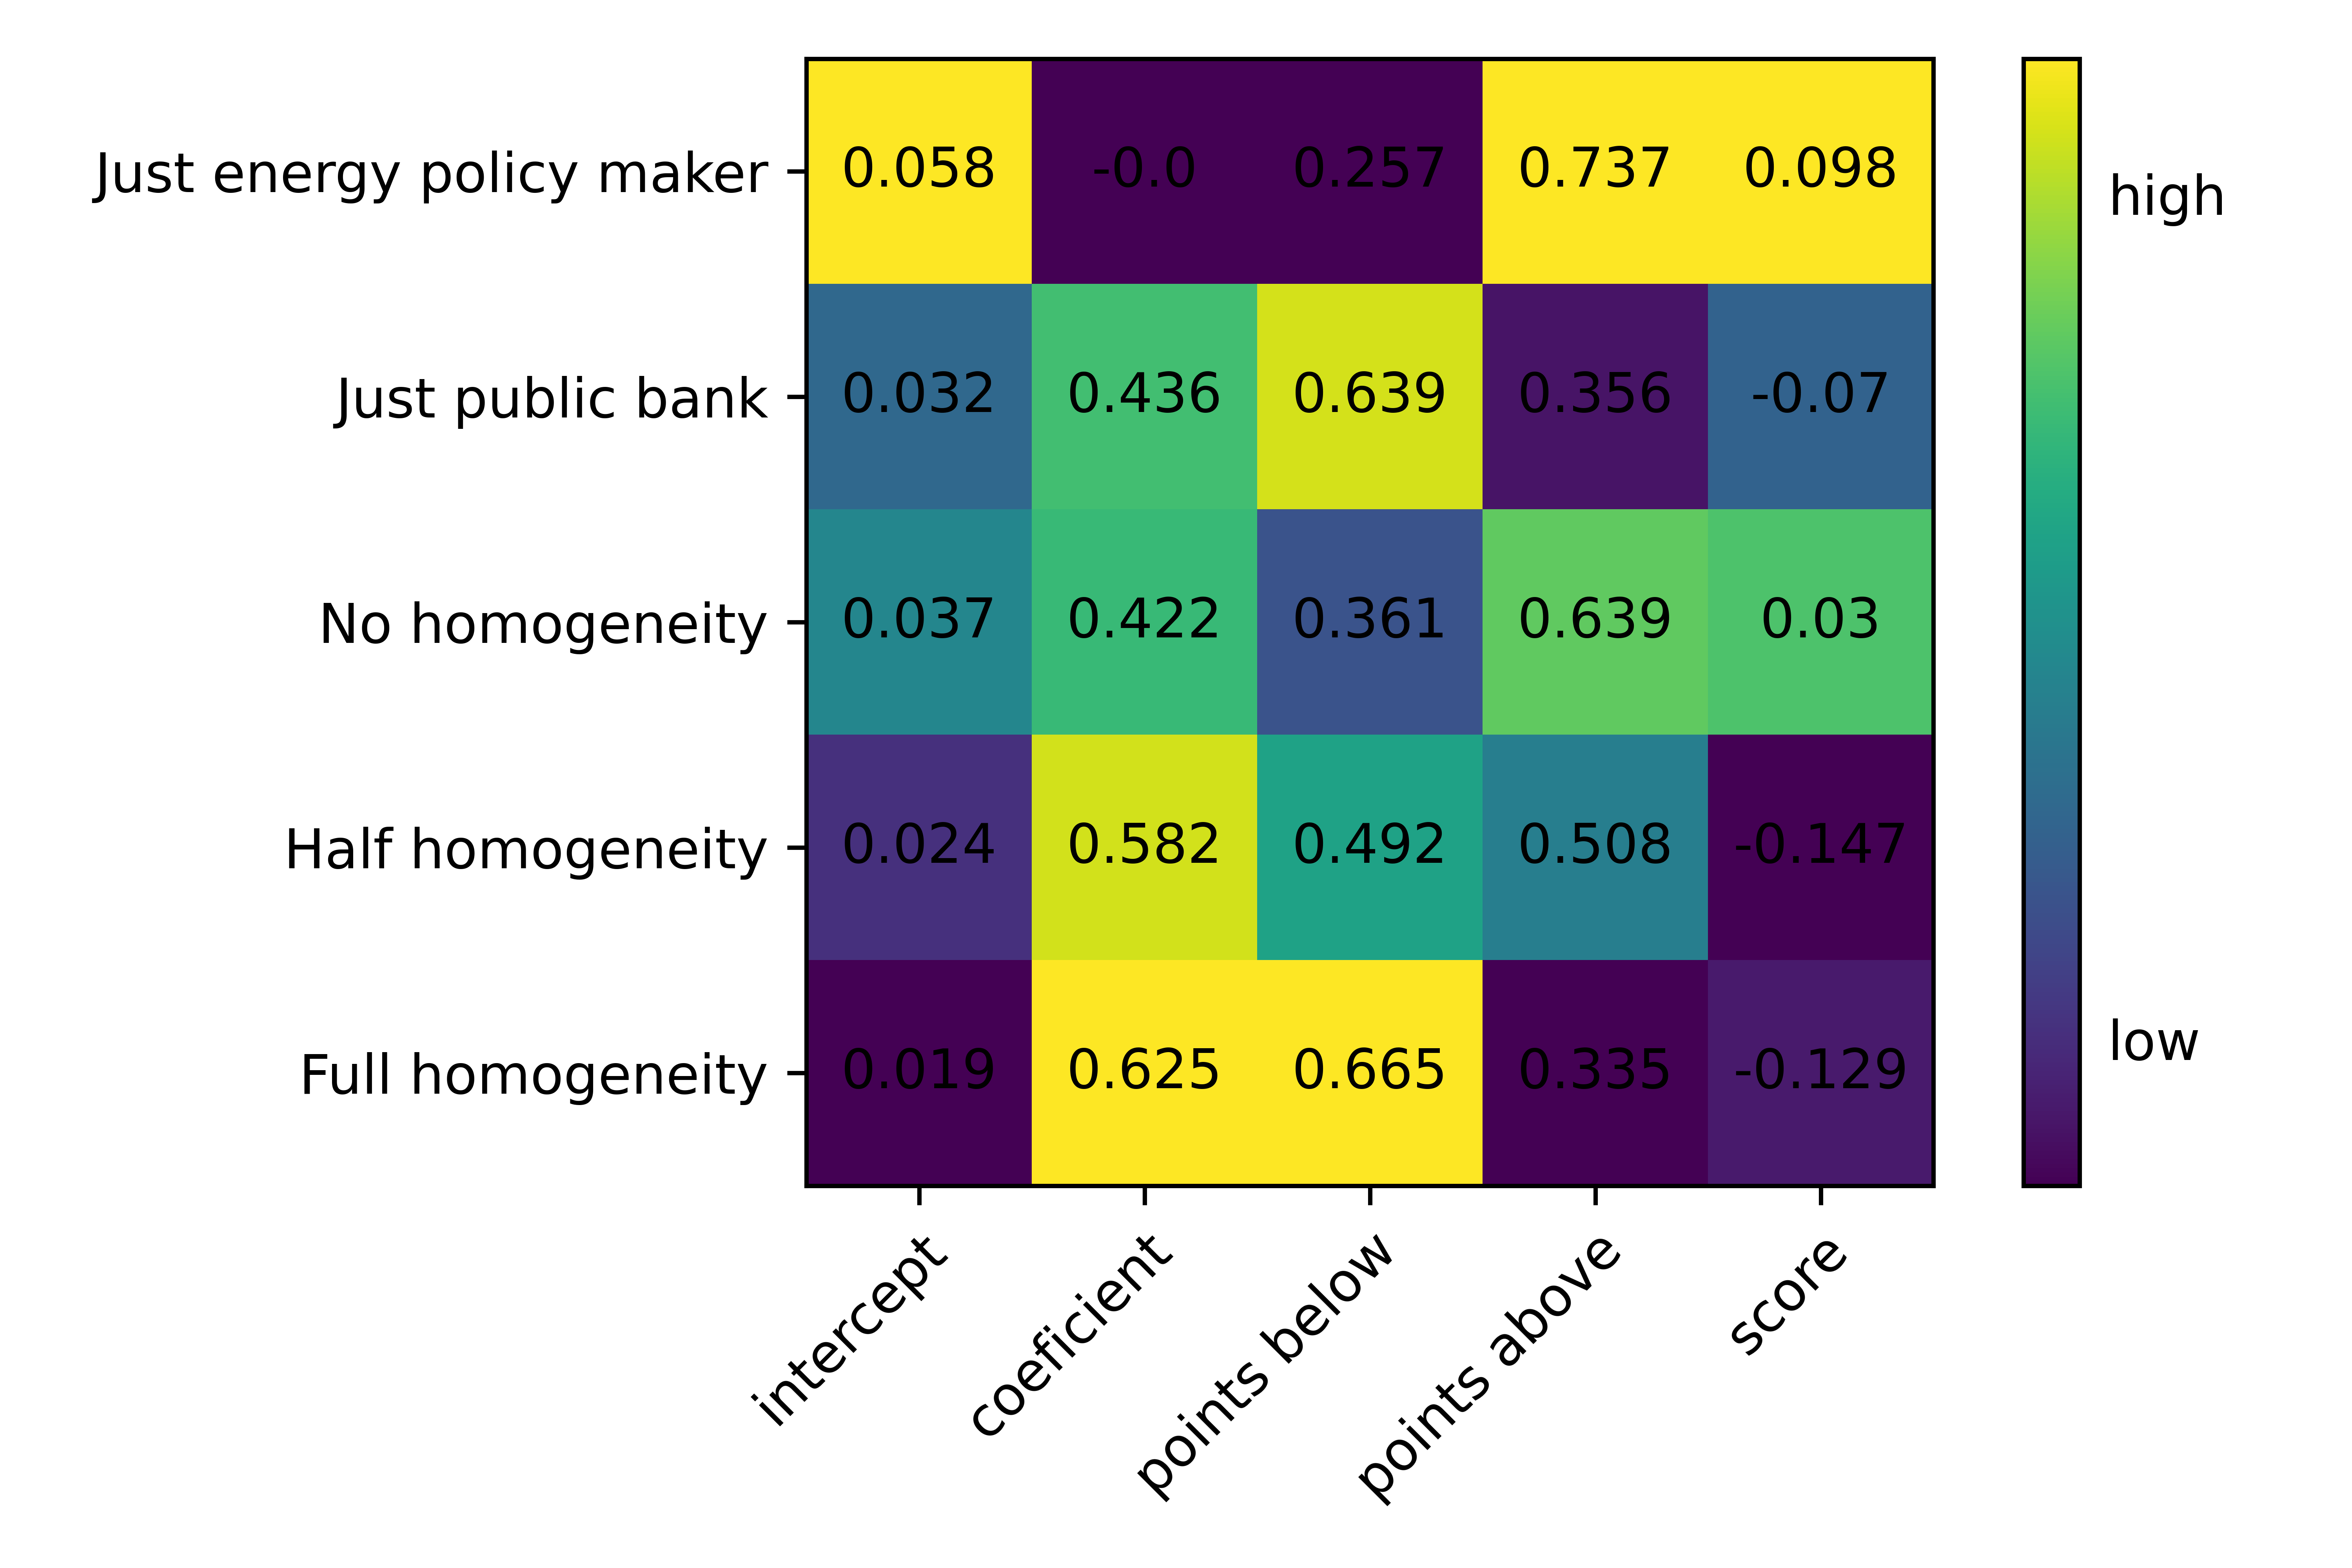 Just energy policy maker 0.058 -0.0 0.257 0.737 0.098
high
Just public bank 0.032 0.436 0.639 0.356 -0.07
No homogeneity 0.037 0.422 0.361 0.639 0.03
Half homogeneity 0.024 0.582 0.492 0.508 -0.147
low
Full homogeneity 0.019 0.625 0.665 0.335 -0.129
intercept
coeficient
points below
points above
score